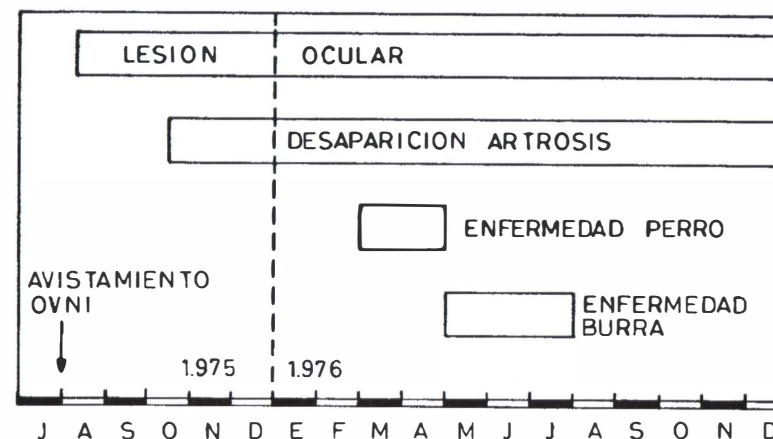 LESION OCULAR
DESAPARICION ARTROSIS
ENFERMEDAD PERRO
AVISTAMIENTO
OVNI
ENFERMEDAD
BURRA
1.975 1.976
J A S O N D E F M A M J J A S O N D